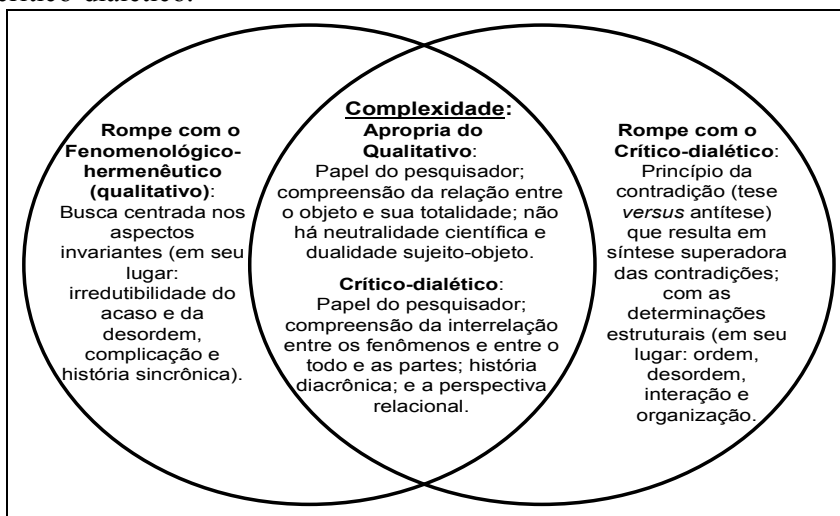 crítico-dialético.
Rompe com o
Fenomenológico-
hermenêutico
(qualitativo):
Busca centrada nos
aspectos
invariantes (em seu
lugar:
irredutibilidade do
acaso e da
desordem,
complicação e
história sincrônica).
Complexidade:
Apropria do
Qualitativo:
Papel do pesquisador;
compreensão da relação entre
o objeto e sua totalidade; não
há neutralidade científica e
dualidade sujeito-objeto.
Crítico-dialético:
Papel do pesquisador;
compreensão da interrelação
entre os fenômenos e entre o
todo e as partes; história
diacrônica; e a perspectiva
relacional.
Rompe com o
Crítico-dialético:
Princípio da
contradição (tese
versus antítese)
que resulta em
síntese superadora
das contradições;
com as
determinações
estruturais (em seu
lugar: ordem,
desordem,
interação e
organização.